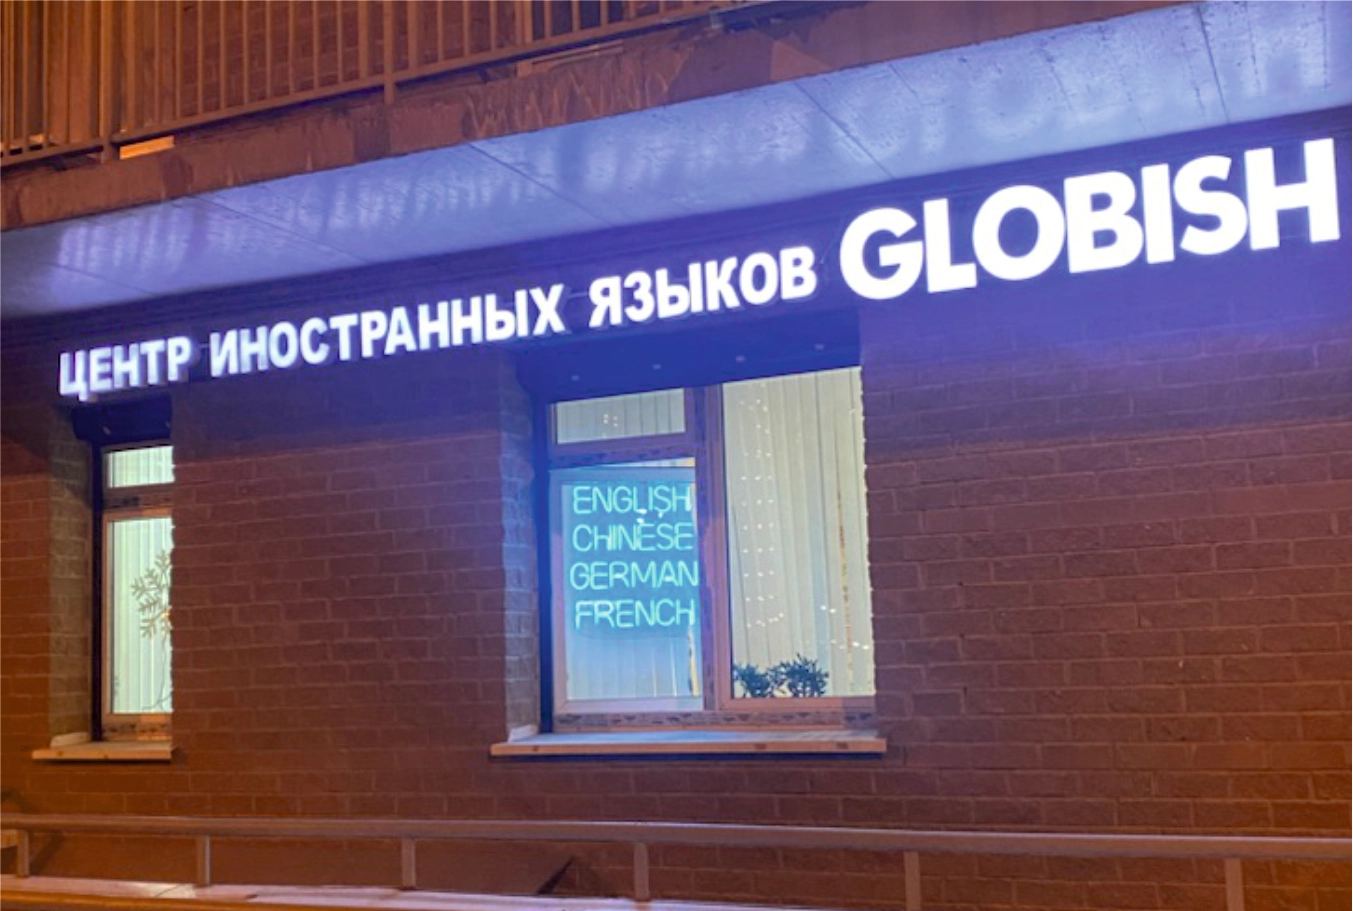 ЦЕНТР ИНОСТРАННЫХ ЯЗЫКОВ GLOBISH
ENGLISH
CHINESE
GERMAN
FRENCH